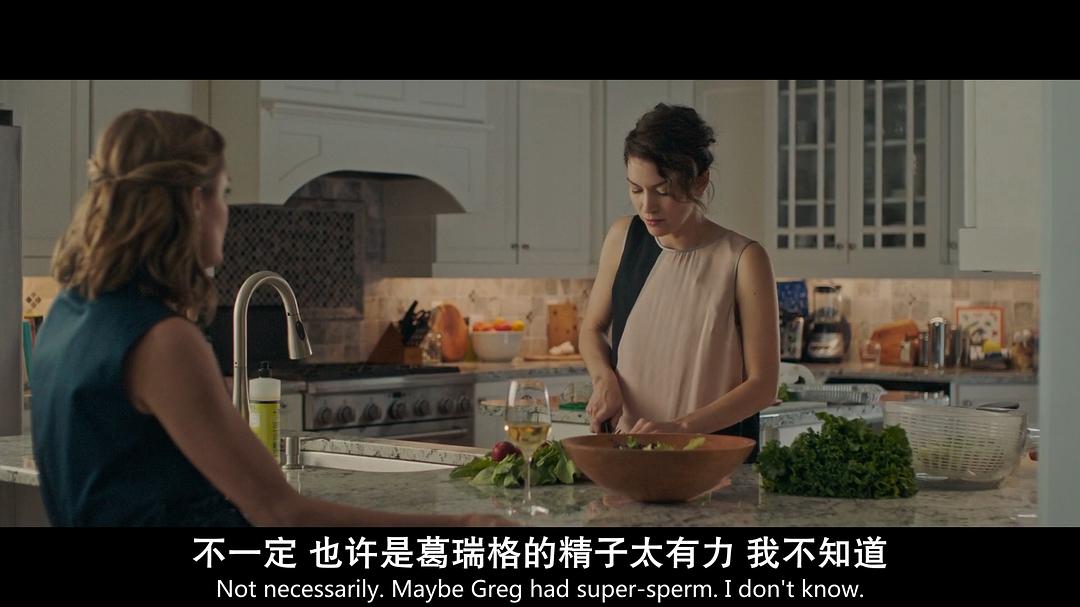 不一定 也许是葛瑞格的精子太有力 我不知道
Not necessarily. Maybe Greg had super-sperm. I don't know.